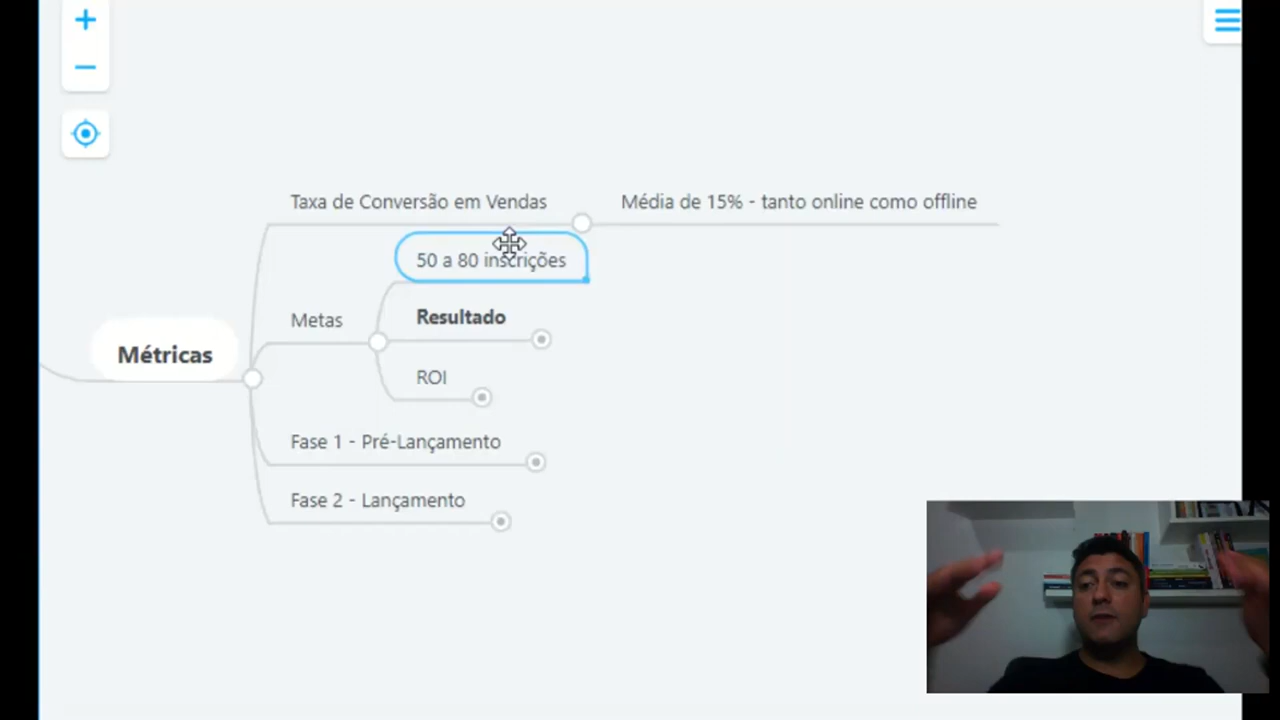 Taxa de Conversão em Vendas
Média de 15% - tanto online como offline
50 a 80 inscrições
Metas
Resultado
ROI
Métricas
Fase 1 - Pré-Lançamento
Fase 2 - Lançamento